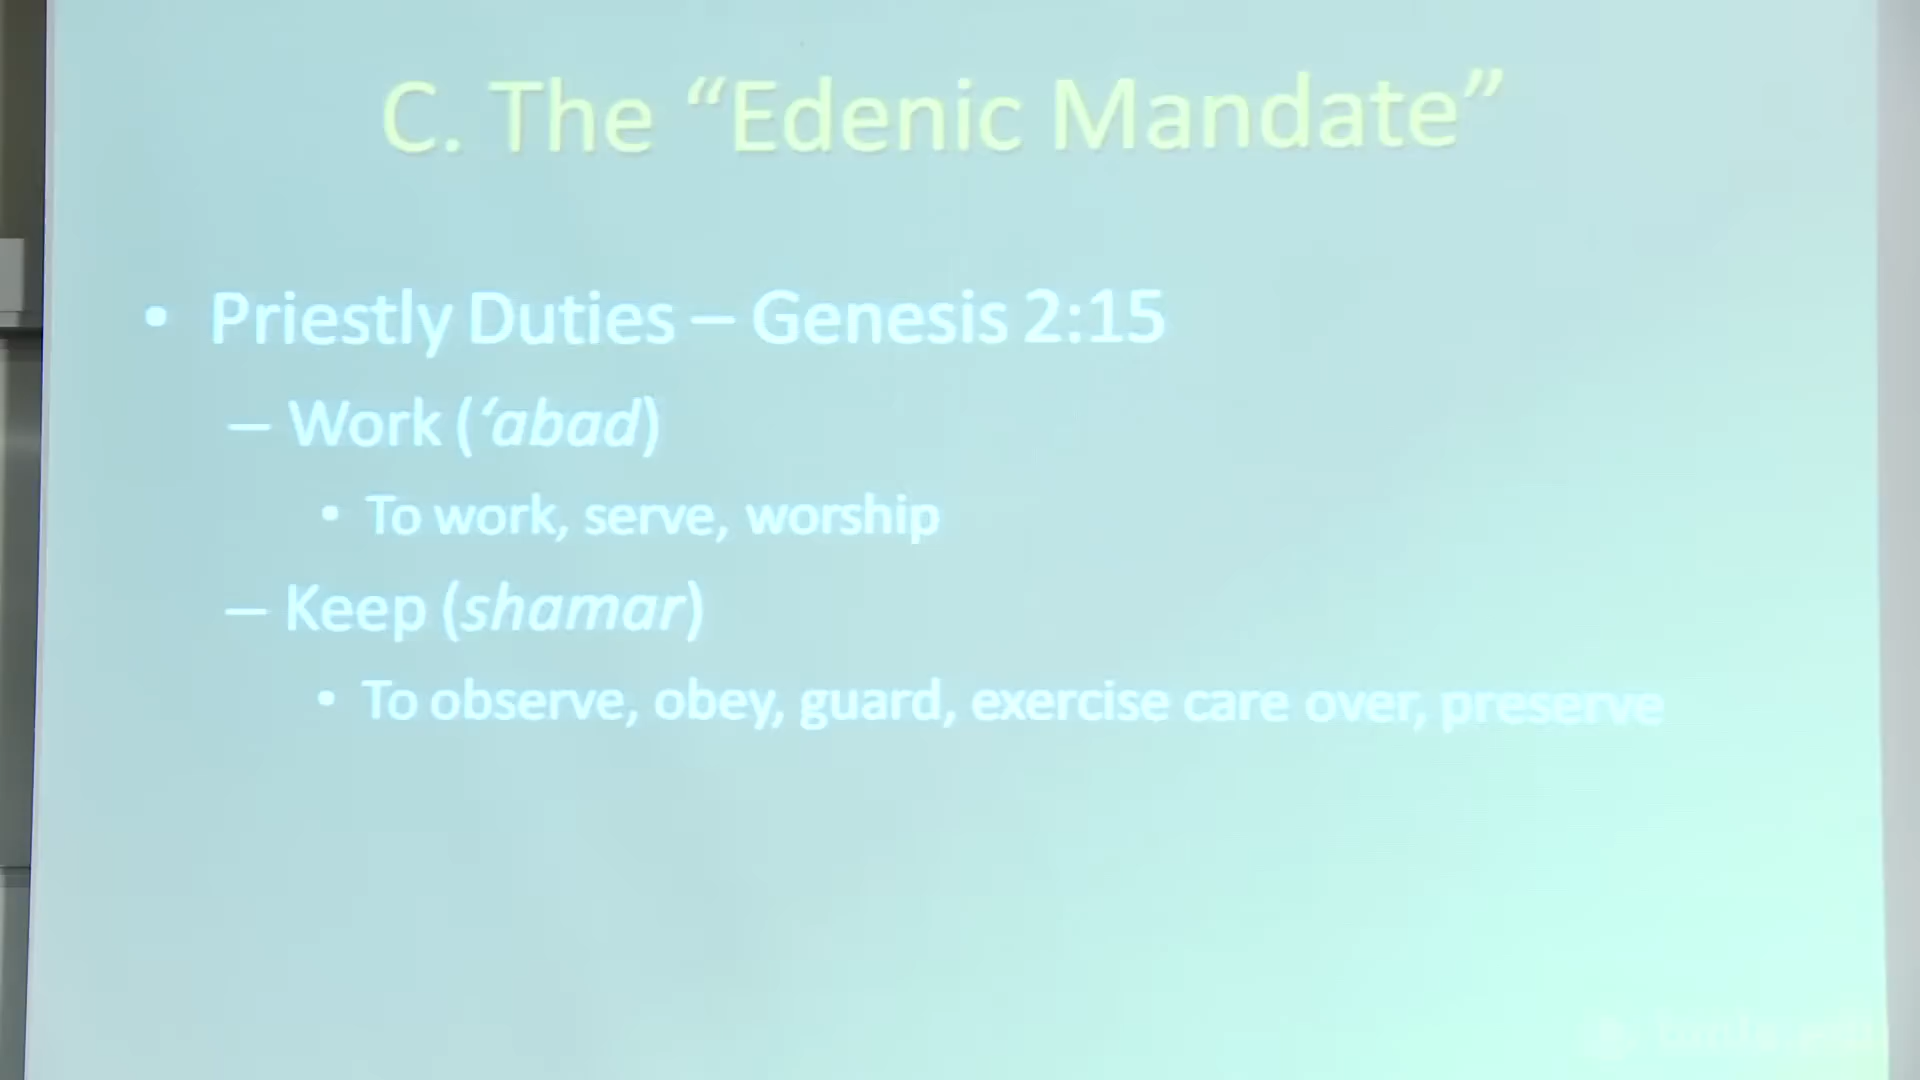 C. The “Edenic Mandate”
• Priestly Duties – Genesis 2:15
– Work (‘abad)
• To work, serve, worship
– Keep (shamar)
• To observe, obey, guard, exercise care over, preserve